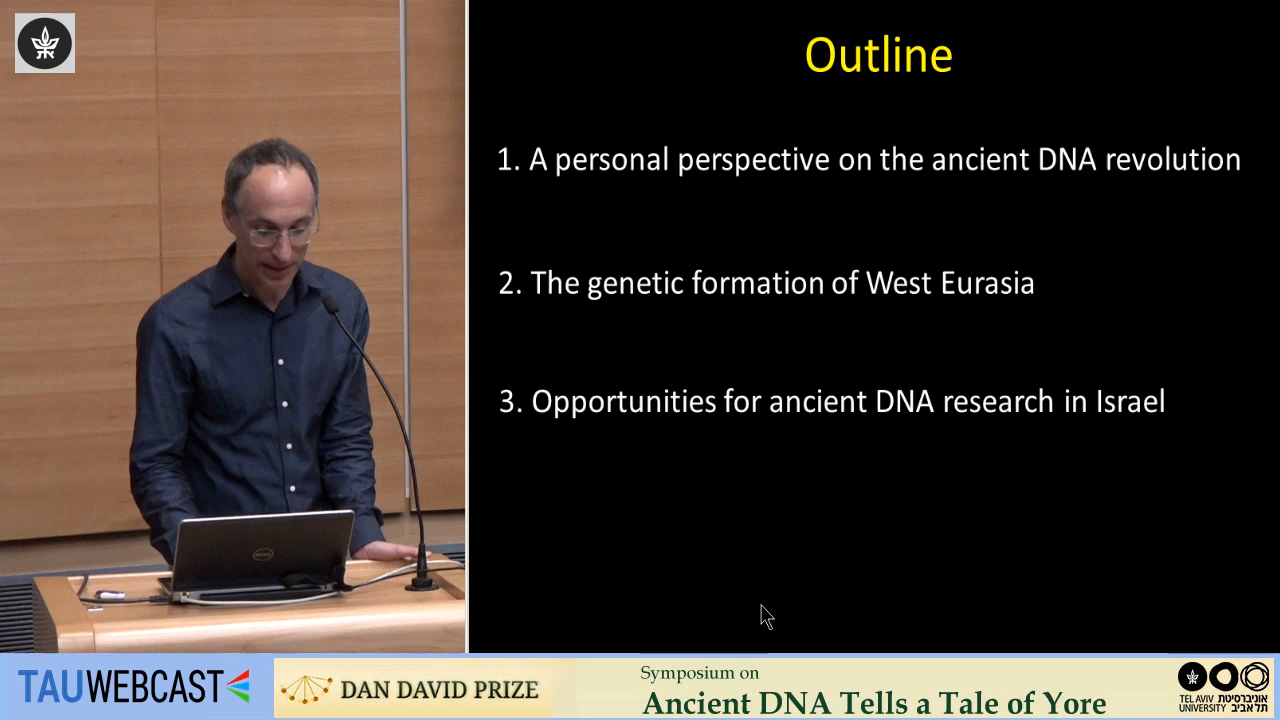 Outline
1. A personal perspective on the ancient DNA revolution
2. The genetic formation of West Eurasia
3. Opportunities for ancient DNA research in Israel
DELL
TAUWEBCAST
DAN DAVID PRIZE
Symposium on
Ancient DNA Tells a Tale of Yore
TEL AVIV אוניברסיטת
UNIVERSITY תל אביב